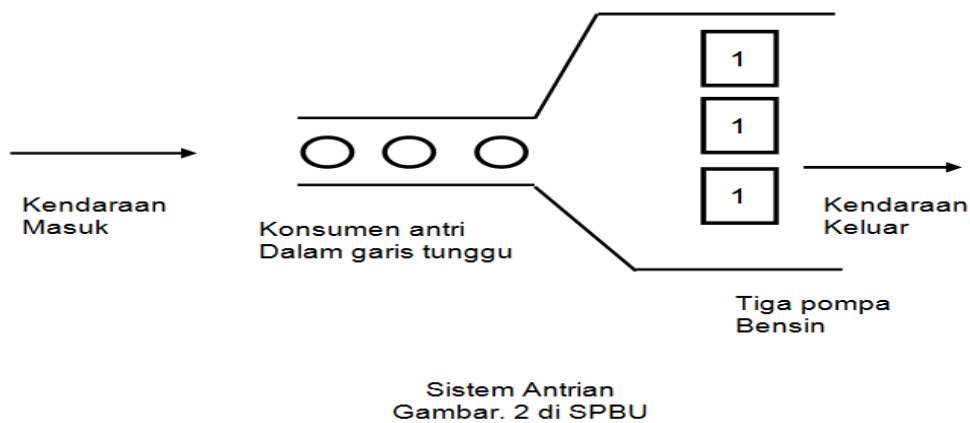 1
1
1
Kendaraan
Masuk
Konsumen antri
Dalam garis tunggu
Kendaraan
Keluar
Tiga pompa
Bensin
Sistem Antrian
Gambar. 2 di SPBU